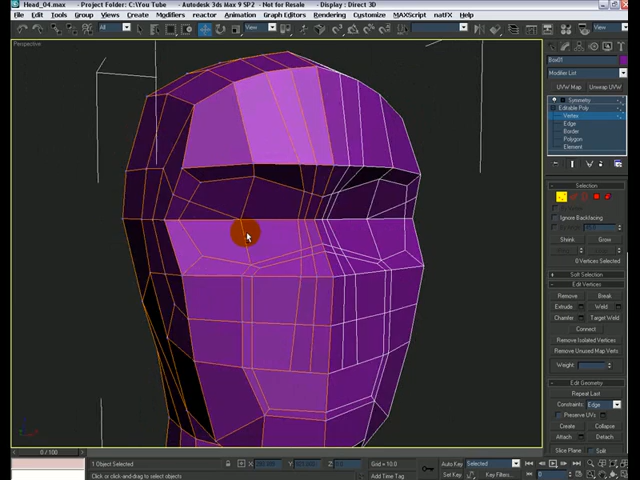 Head_04.max - Project Folder: C:\You Tube - Autodesk 3ds Max 9 SP2 - Not for Resale - Display : Direct 3D
File Edit Tools Group Views Create Modifiers reactor Animation Graph Editors Rendering Customize MAXScript Help Tentacles
All View View
Perspective
Box01
Modifier List
UVW Map Unwrap UVW
Symmetry
Editable Poly
Vertex
Edge
Border
Polygon
Element
Selection
Ignore Backfacing
Shrink Grow
0 Vertices Selected
Soft Selection
Edit Vertices
Remove Break
Extrude Weld
Chamfer Target Weld
Connect
Remove Isolated Vertices
Remove Unused Map Verts
Weight:
Edit Geometry
Repeat Last
Constraints: Edge
Preserve UVs
Create Collapse
Attach Detach
Slice Plane Split
0 / 100
1 Object Selected X: Y: Z: Grid = 10.0 Auto Key Selected
Click or click-and-drag to select objects Add Time Tag Set Key Key Filters... 0